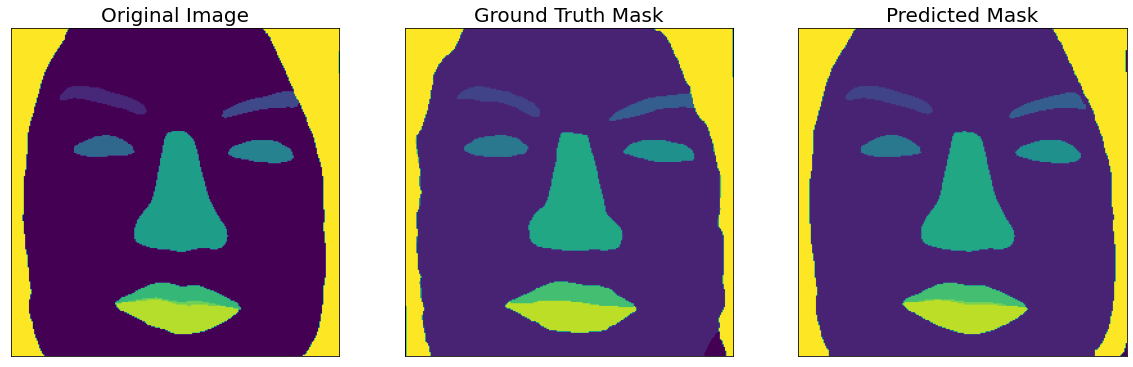 Original Image
Ground Truth Mask
Predicted Mask